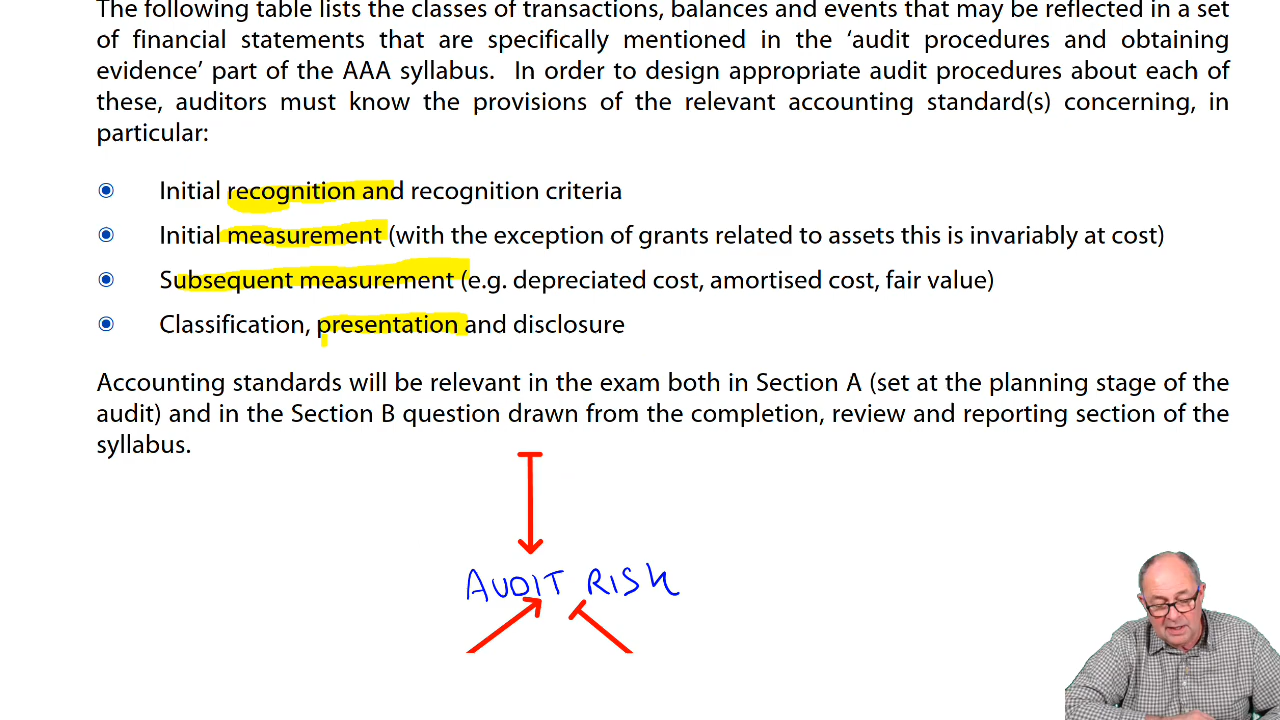 The following table lists the classes of transactions, balances and events that may be reflected in a set
of financial statements that are specifically mentioned in the ‘audit procedures and obtaining
evidence’ part of the AAA syllabus. In order to design appropriate audit procedures about each of
these, auditors must know the provisions of the relevant accounting standard(s) concerning, in
particular:
Initial recognition and recognition criteria
Initial measurement (with the exception of grants related to assets this is invariably at cost)
Subsequent measurement (e.g. depreciated cost, amortised cost, fair value)
Classification, presentation and disclosure
Accounting standards will be relevant in the exam both in Section A (set at the planning stage of the
audit) and in the Section B question drawn from the completion, review and reporting section of the
syllabus.
AUDIT RISK